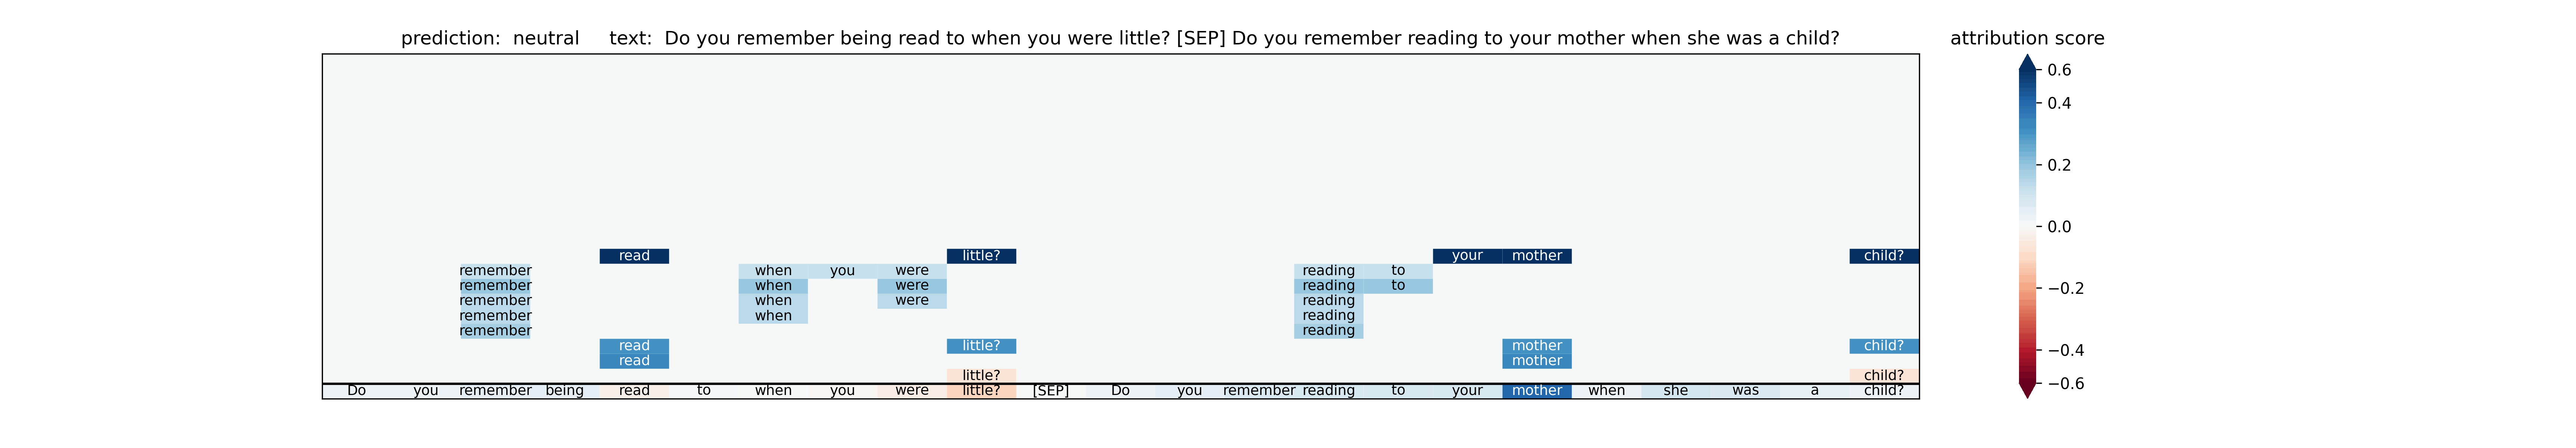 prediction: neutral text: Do you remember being read to when you were little? [SEP] Do you remember reading to your mother when she was a child?
attribution score
0.6
0.4
0.2
0.0
−0.2
−0.4
−0.6
read little? your mother child?
remember when you were reading to
remember when were reading to
remember when were reading
remember when reading
remember reading
read little? mother child?
read mother
little? child?
Do you remember being read to when you were little? [SEP] Do you remember reading to your mother when she was a child?